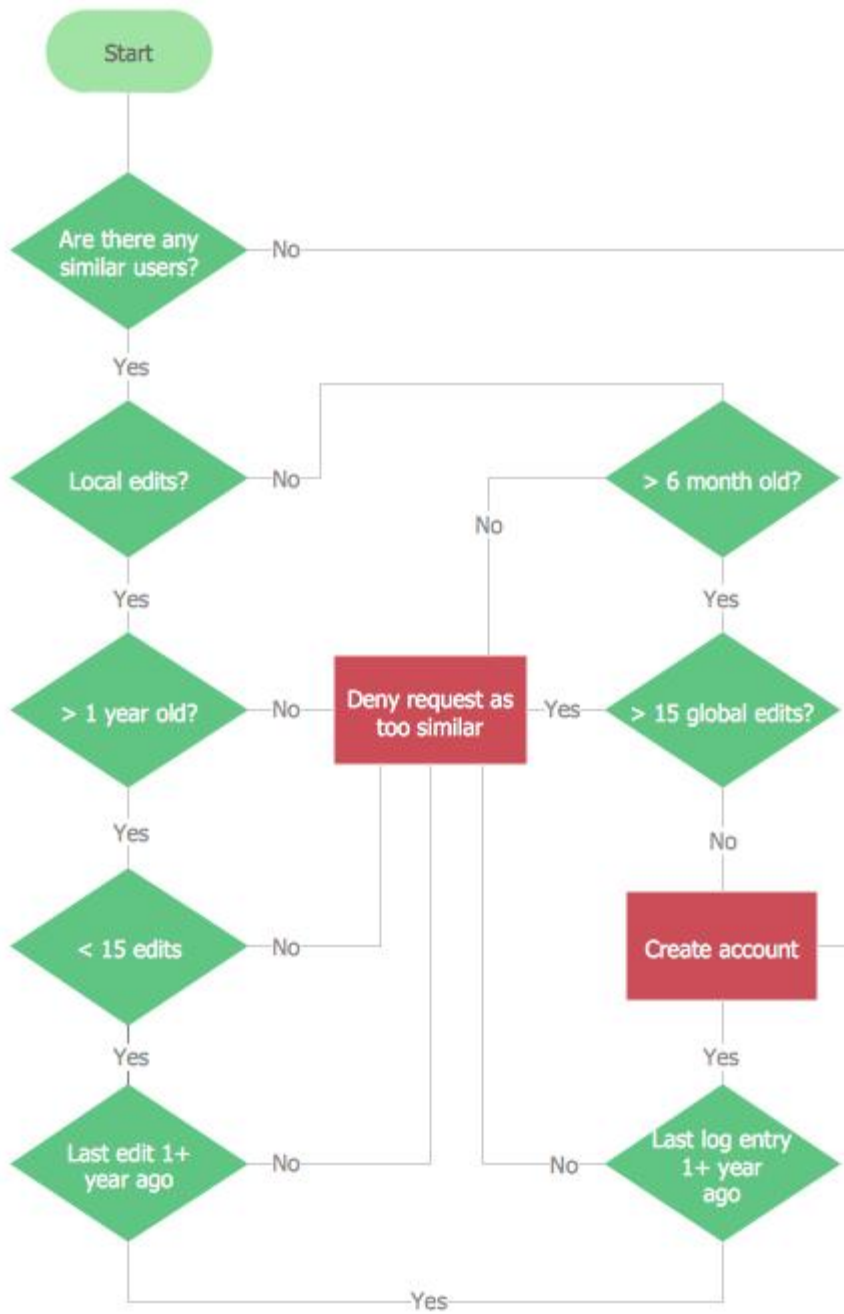 Start
Are there any
similar users?
No
Yes
Local edits?
No
> 6 month old?
No
Yes
Yes
> 1 year old?
No
Deny request as
too similar
Yes
> 15 global edits?
Yes
No
< 15 edits
No
Create account
Yes
Yes
Last edit 1+
year ago
No
No
Last log entry
1+ year
ago
Yes